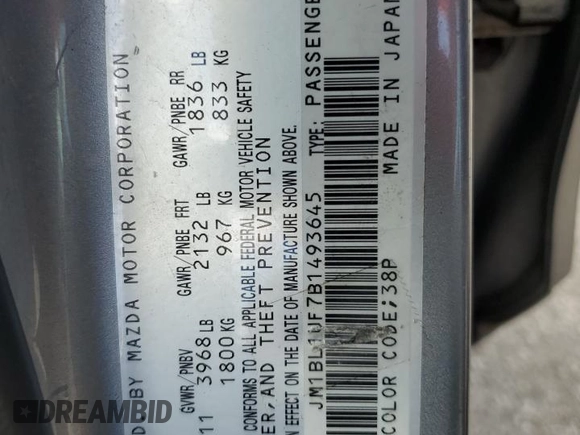 D BY MAZDA MOTOR CORPORATION
GVWR/PNBV GAWR/PNBE FRT GAWR/PNBE RR
11 3968 LB 2132 LB 1836 LB
1800 KG 967 KG 833 KG
CONFORMS TO ALL APPLICABLE FEDERAL MOTOR VEHICLE SAFETY
ER, AND THEFT PREVENTION
N EFFECT ON THE DATE OF MANUFACTURE SHOWN ABOVE.
JM1BL1UF7B1493645 TYPE: PASSENGE
COLOR CODE;38P MADE IN JAPAN
DREAMBID